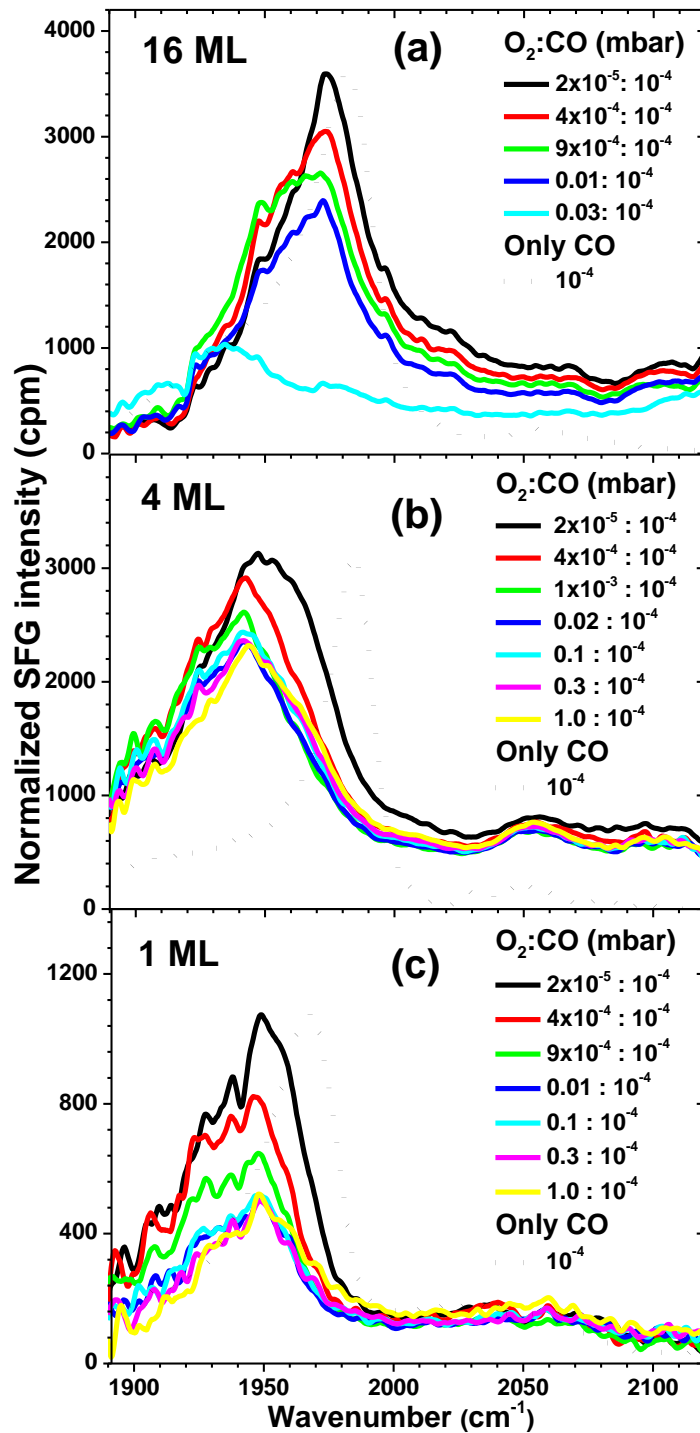 Normalized SFG intensity (cpm)
16 ML
(a)
O₂:CO (mbar)
2x10⁻⁵: 10⁻⁴
4x10⁻⁴: 10⁻⁴
9x10⁻⁴: 10⁻⁴
0.01: 10⁻⁴
0.03: 10⁻⁴
Only CO
10⁻⁴
4000
3000
2000
1000
0
4 ML
(b)
O₂:CO (mbar)
2x10⁻⁵ : 10⁻⁴
4x10⁻⁴ : 10⁻⁴
1x10⁻³ : 10⁻⁴
0.02 : 10⁻⁴
0.1 : 10⁻⁴
0.3 : 10⁻⁴
1.0 : 10⁻⁴
Only CO
10⁻⁴
3000
2000
1000
0
1 ML
(c)
O₂:CO (mbar)
2x10⁻⁵ : 10⁻⁴
4x10⁻⁴ : 10⁻⁴
9x10⁻⁴ : 10⁻⁴
0.01 : 10⁻⁴
0.1 : 10⁻⁴
0.3 : 10⁻⁴
1.0 : 10⁻⁴
Only CO
10⁻⁴
1200
800
400
0
1900 1950 2000 2050 2100
Wavenumber (cm⁻¹)